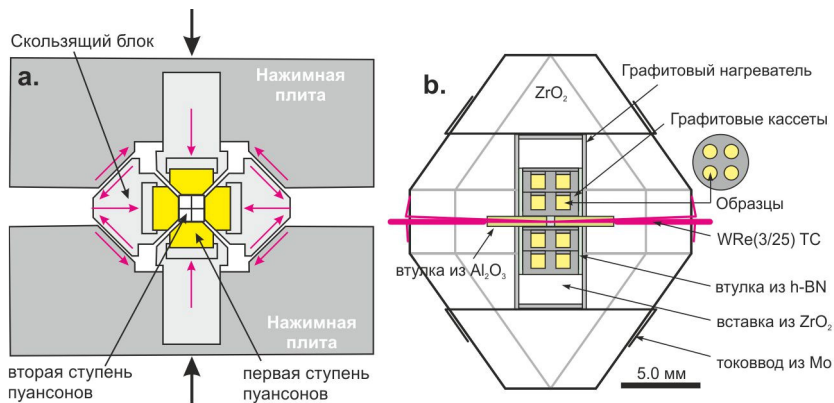 a.
Скользящий блок
Нажимная
плита
Нажимная
плита
вторая ступень
пуансонов
первая ступень
пуансонов
b.
ZrO₂
Графитовый нагреватель
Графитовые кассеты
Образцы
WRe(3/25) TC
втулка из Al₂O₃
втулка из h-BN
вставка из ZrO₂
токоввод из Mo
5.0 мм